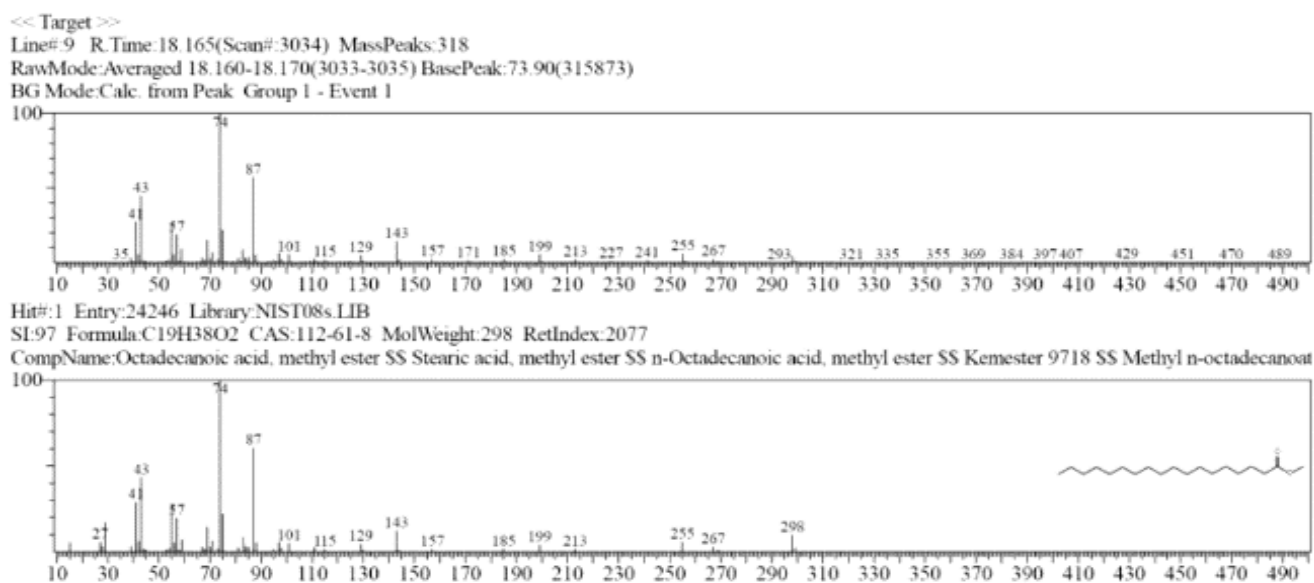 << Target >>
Line#:9 R.Time:18.165(Scan#:3034) MassPeaks:318
RawMode:Averaged 18.160-18.170(3033-3035) BasePeak:73.90(315873)
BG Mode:Calc. from Peak Group 1 - Event 1
100
74
87
43
41
57
35
101 115 129 143 157 171 185 199 213 227 241 255 267 293 321 335 355 369 384 397 407 429 451 470 489
10 30 50 70 90 110 130 150 170 190 210 230 250 270 290 310 330 350 370 390 410 430 450 470 490
Hit#:1 Entry:24246 Library:NIST08s.LIB
SI:97 Formula:C19H38O2 CAS:112-61-8 MolWeight:298 RetIndex:2077
CompName:Octadecanoic acid, methyl ester $$ Stearic acid, methyl ester $$ n-Octadecanoic acid, methyl ester $$ Kemester 9718 $$ Methyl n-octadecanoat
100
74
87
43
41
57
27
101 115 129 143 157 185 199 213 255 267 298
10 30 50 70 90 110 130 150 170 190 210 230 250 270 290 310 330 350 370 390 410 430 450 470 490